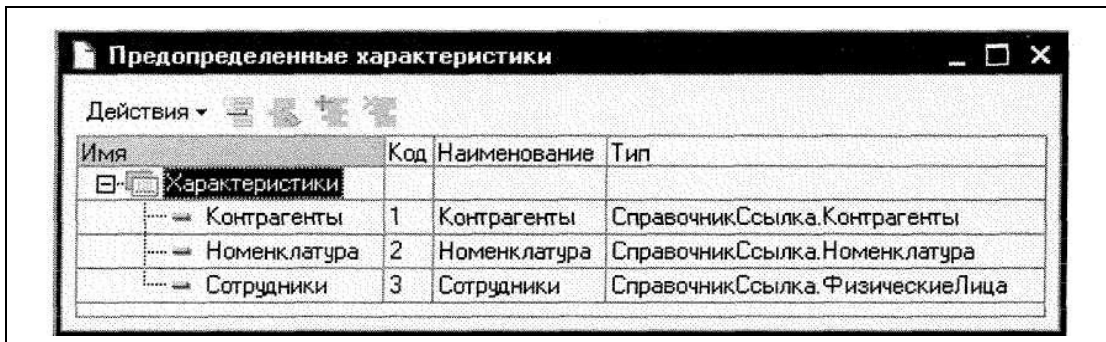 Предопределенные характеристики
Действия
Имя Код Наименование Тип
Характеристики
Контрагенты 1 Контрагенты СправочникСсылка.Контрагенты
Номенклатура 2 Номенклатура СправочникСсылка.Номенклатура
Сотрудники 3 Сотрудники СправочникСсылка.ФизическиеЛица